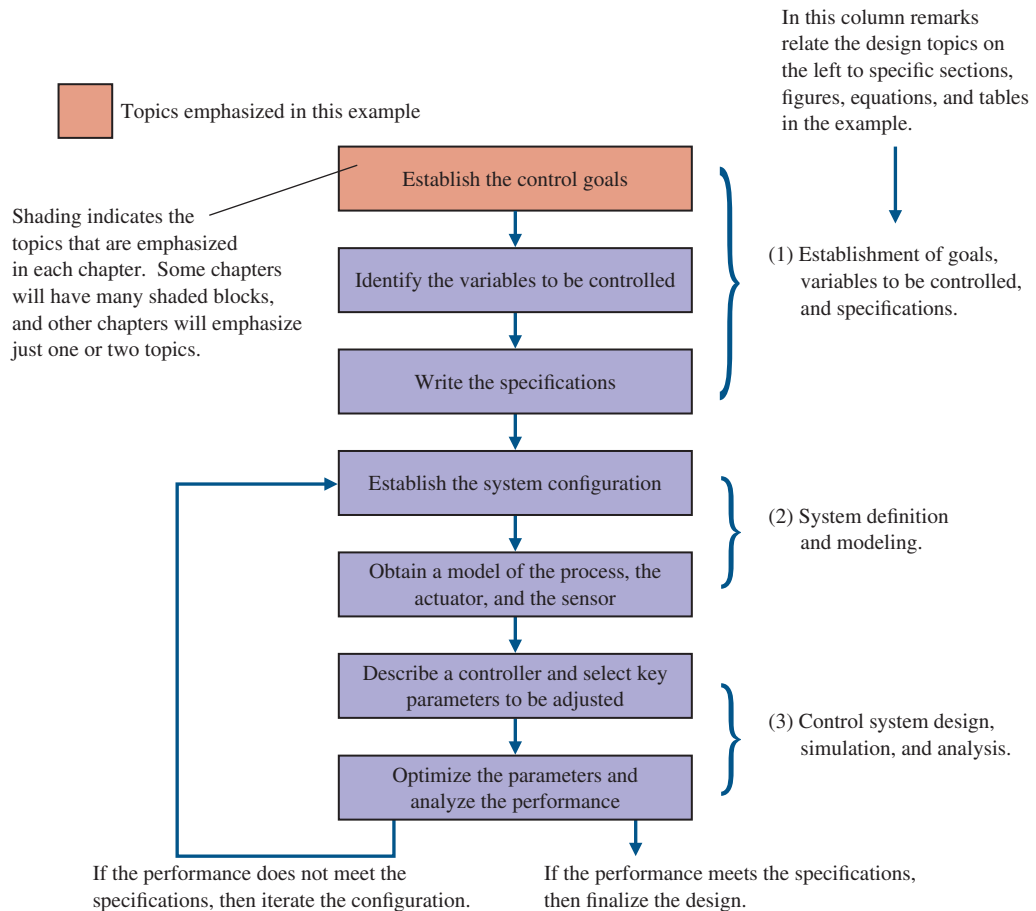 In this column remarks
relate the design topics on
the left to specific sections,
figures, equations, and tables
in the example.
Topics emphasized in this example
Establish the control goals
Shading indicates the
topics that are emphasized
in each chapter. Some chapters
will have many shaded blocks,
and other chapters will emphasize
just one or two topics.
Identify the variables to be controlled
Write the specifications
(1) Establishment of goals,
variables to be controlled,
and specifications.
Establish the system configuration
Obtain a model of the process, the
actuator, and the sensor
(2) System definition
and modeling.
Describe a controller and select key
parameters to be adjusted
Optimize the parameters and
analyze the performance
(3) Control system design,
simulation, and analysis.
If the performance does not meet the
specifications, then iterate the configuration.
If the performance meets the specifications,
then finalize the design.